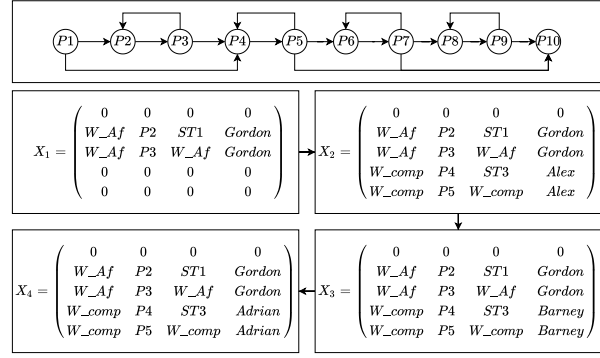 P1 P2 P3 P4 P5 P6 P7 P8 P9 P10
X1 =
0 0 0 0
W_Af P2 ST1 Gordon
W_Af P3 W_Af Gordon
0 0 0 0
0 0 0 0
X2 =
0 0 0 0
W_Af P2 ST1 Gordon
W_Af P3 W_Af Gordon
W_comp P4 ST3 Alex
W_comp P5 W_comp Alex
X4 =
0 0 0 0
W_Af P2 ST1 Gordon
W_Af P3 W_Af Gordon
W_comp P4 ST3 Adrian
W_comp P5 W_comp Adrian
X3 =
0 0 0 0
W_Af P2 ST1 Gordon
W_Af P3 W_Af Gordon
W_comp P4 ST3 Barney
W_comp P5 W_comp Barney